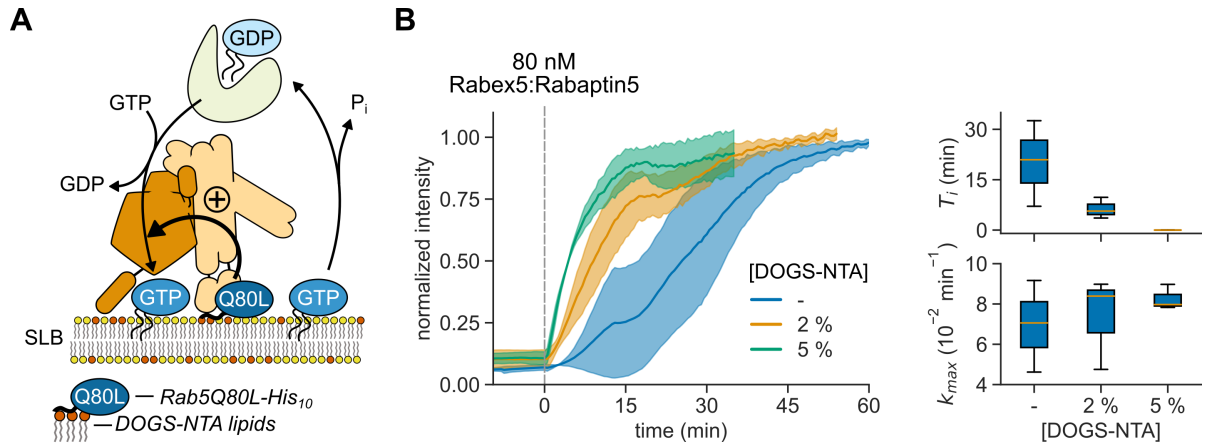 A
GDP
GTP
Pi
GDP
GTP
Q80L
GTP
SLB
Q80L
Rab5Q80L-His10
DOGS-NTA lipids
B
80 nM
Rabex5:Rabaptin5
normalized intensity
1.00
0.75
0.50
0.25
0.00
[DOGS-NTA]
-
2 %
5 %
0
15
30
45
60
time (min)
Ti (min)
30
15
0
kmax (10−2 min−1)
10
8
6
4
-
2 %
5 %
[DOGS-NTA]